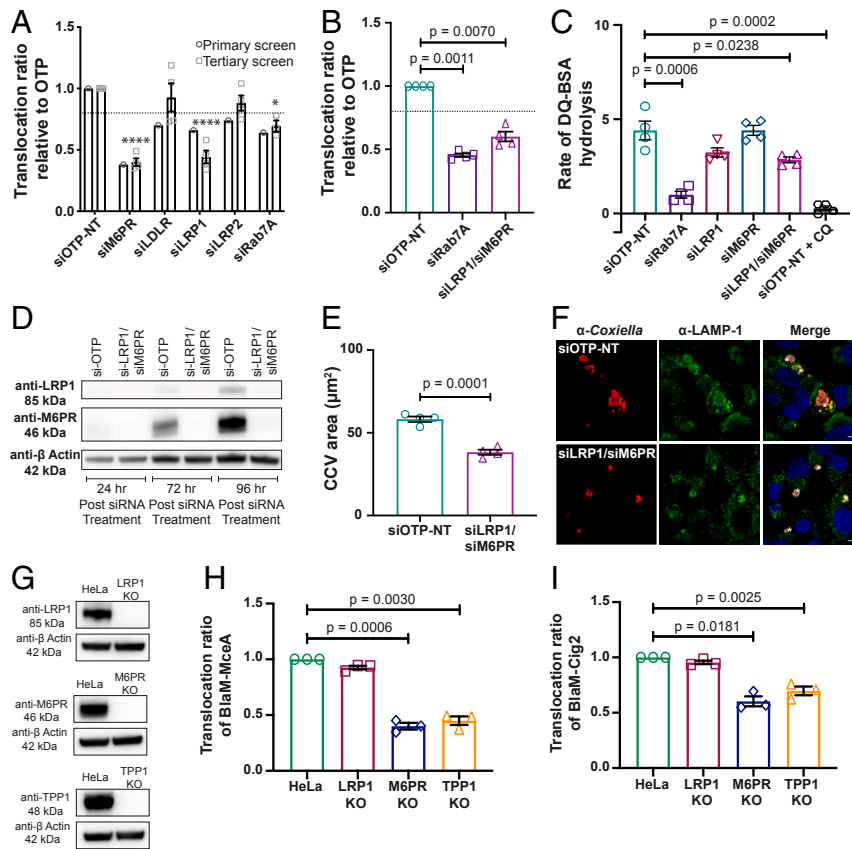 A
Translocation ratio
relative to OTP
1.5
1.0
0.5
0.0
Primary screen
Tertiary screen
****
****
*
siOTP-NT
siM6PR
siLDLR
siLRP1
siLRP2
siRab7A
B
Translocation ratio
relative to OTP
1.5
1.0
0.5
0.0
p = 0.0070
p = 0.0011
siOTP-NT
siRab7A
siLRP1/siM6PR
C
Rate of DQ-BSA
hydrolysis
10
5
0
p = 0.0002
p = 0.0238
p = 0.0006
siOTP-NT
siRab7A
siLRP1
siM6PR
siLRP1/siM6PR
siOTP-NT + CQ
D
si-OTP
si-LRP1/
siM6PR
si-OTP
si-LRP1/
siM6PR
si-OTP
si-LRP1/
siM6PR
anti-LRP1
85 kDa
anti-M6PR
46 kDa
anti-β Actin
42 kDa
24 hr
Post siRNA
Treatment
72 hr
Post siRNA
Treatment
96 hr
Post siRNA
Treatment
E
CCV area (μm²)
100
50
0
p = 0.0001
siOTP-NT
siLRP1/
siM6PR
F
α-Coxiella
α-LAMP-1
Merge
siOTP-NT
*
*
siLRP1/siM6PR
*
G
HeLa
LRP1
KO
anti-LRP1
85 kDa
anti-β Actin
42 kDa
HeLa
M6PR
KO
anti-M6PR
46 kDa
anti-β Actin
42 kDa
HeLa
TPP1
KO
anti-TPP1
48 kDa
anti-β Actin
42 kDa
H
Translocation ratio
of BlaM-MceA
1.5
1.0
0.5
0.0
p = 0.0030
p = 0.0006
HeLa
LRP1
KO
M6PR
KO
TPP1
KO
I
Translocation ratio
of BlaM-Cig2
1.5
1.0
0.5
0.0
p = 0.0025
p = 0.0181
HeLa
LRP1
KO
M6PR
KO
TPP1
KO